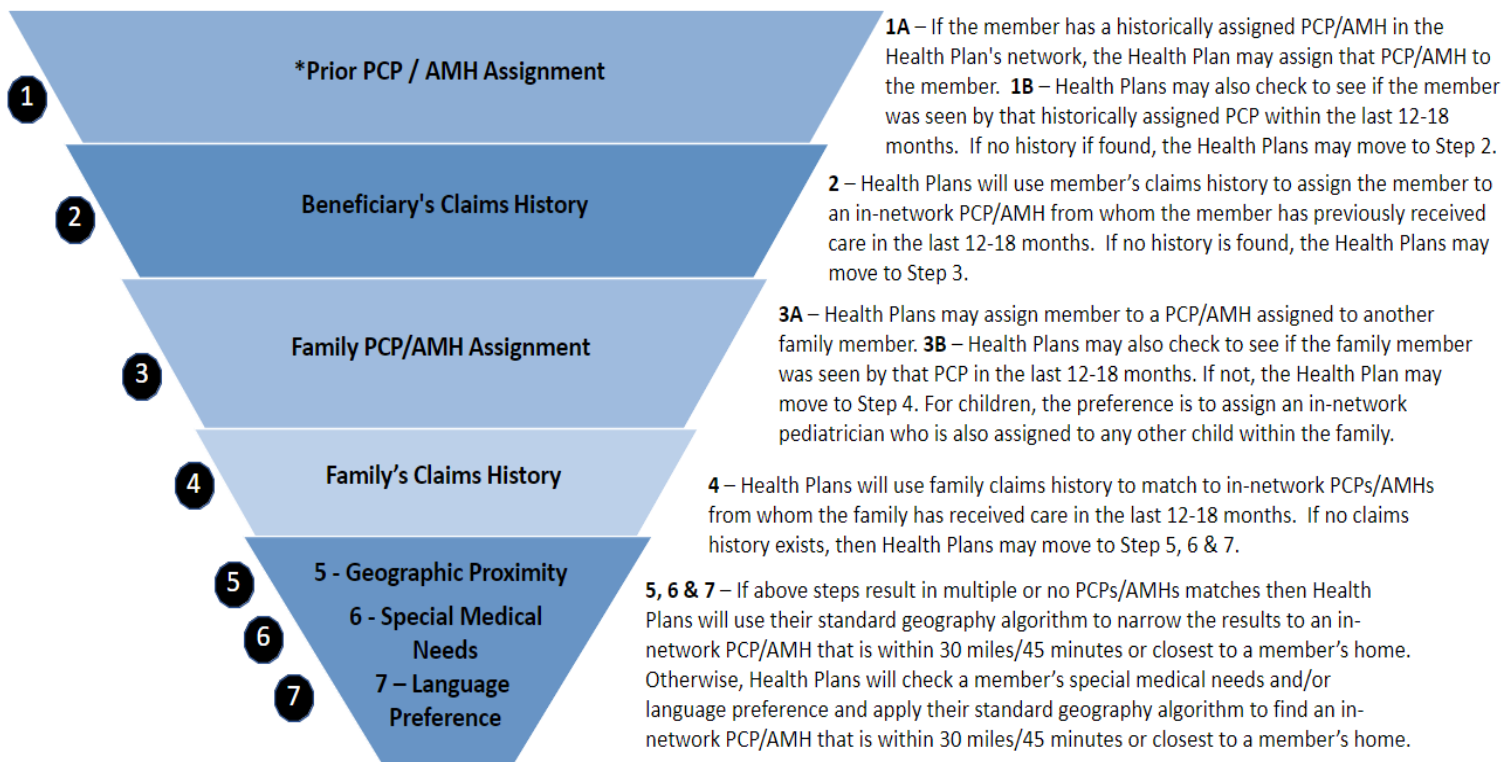 *Prior PCP / AMH Assignment
1
1A – If the member has a historically assigned PCP/AMH in the
Health Plan's network, the Health Plan may assign that PCP/AMH to
the member.  1B – Health Plans may also check to see if the member
was seen by that historically assigned PCP within the last 12-18
months.  If no history if found, the Health Plans may move to Step 2.
Beneficiary's Claims History
2
2 – Health Plans will use member’s claims history to assign the member to
an in-network PCP/AMH from whom the member has previously received
care in the last 12-18 months.  If no history is found, the Health Plans may
move to Step 3.
Family PCP/AMH Assignment
3
3A – Health Plans may assign member to a PCP/AMH assigned to another
family member. 3B – Health Plans may also check to see if the family member
was seen by that PCP in the last 12-18 months. If not, the Health Plan may
move to Step 4. For children, the preference is to assign an in-network
pediatrician who is also assigned to any other child within the family.
Family’s Claims History
4
4 – Health Plans will use family claims history to match to in-network PCPs/AMHs
from whom the family has received care in the last 12-18 months.  If no claims
history exists, then Health Plans may move to Step 5, 6 & 7.
5 - Geographic Proximity
5
6 - Special Medical
Needs
6
7 – Language
Preference
7
5, 6 & 7 – If above steps result in multiple or no PCPs/AMHs matches then Health
Plans will use their standard geography algorithm to narrow the results to an in-
network PCP/AMH that is within 30 miles/45 minutes or closest to a member’s home.
Otherwise, Health Plans will check a member’s special medical needs and/or
language preference and apply their standard geography algorithm to find an in-
network PCP/AMH that is within 30 miles/45 minutes or closest to a member’s home.